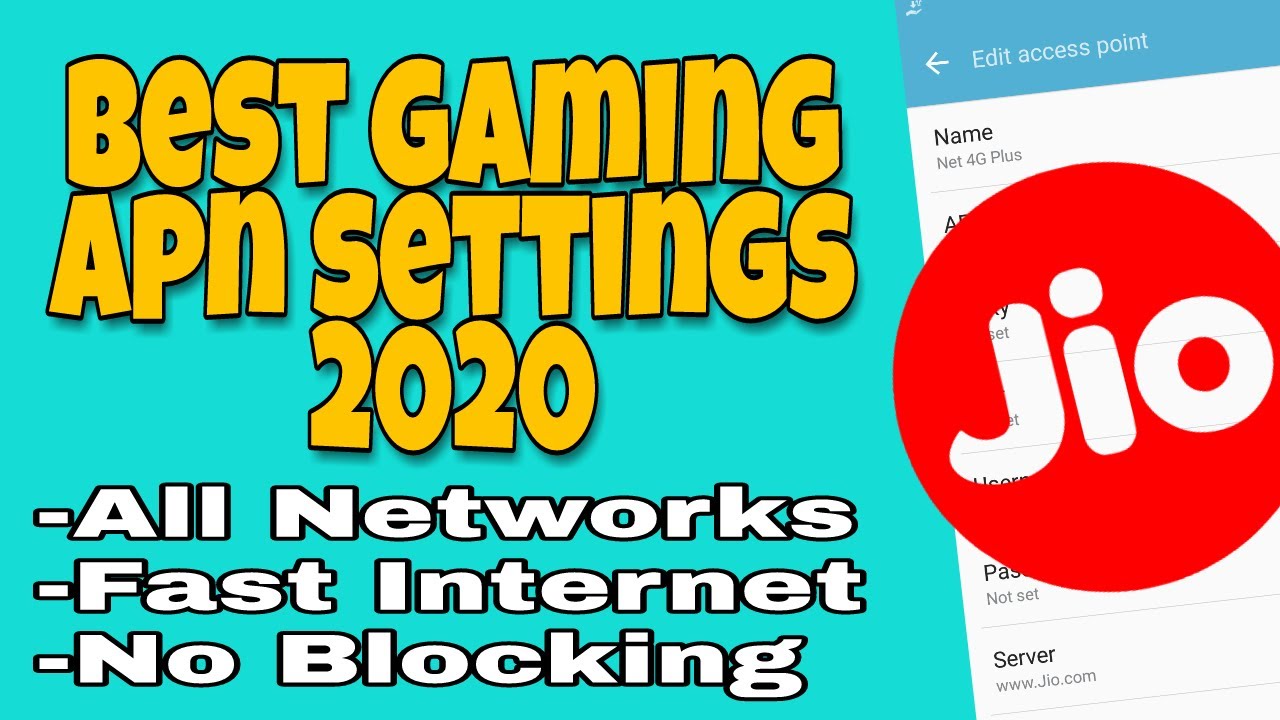 Best Gaming
Apn Settings
2020
-All Networks
-Fast Internet
-No Blocking
Edit access point
Name
Net 4G Plus
Jio
Not set
Server
www.Jio.com